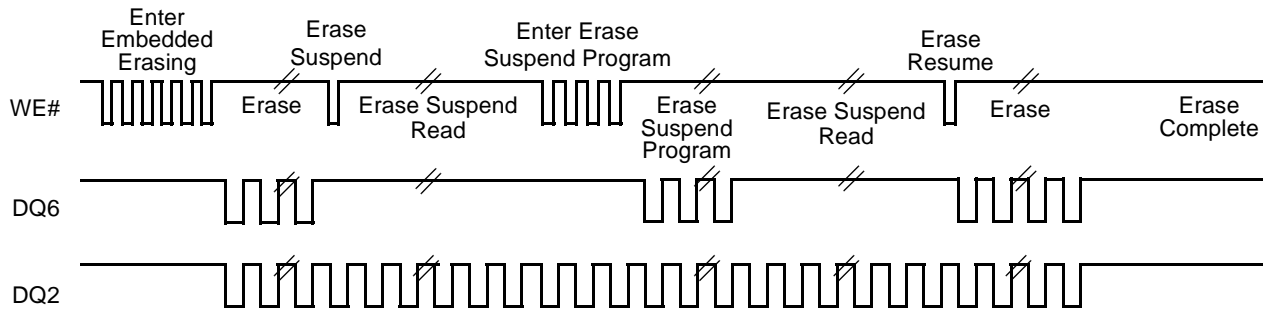 Enter
Embedded
Erasing
Erase
Suspend
Enter Erase
Suspend Program
Erase
Resume
WE#
Erase
Erase Suspend
Read
Erase
Suspend
Program
Erase Suspend
Read
Erase
Erase
Complete
DQ6
DQ2